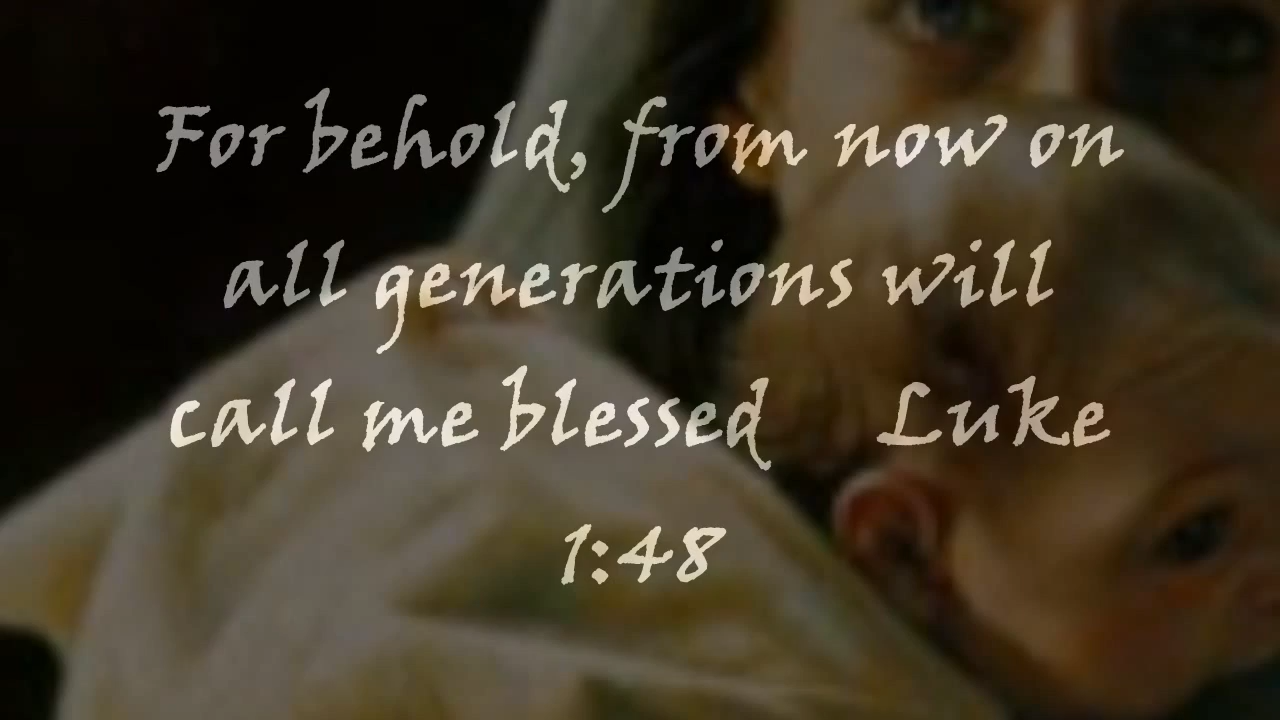 For behold, from now on
all generations will
call me blessed Luke
1:48